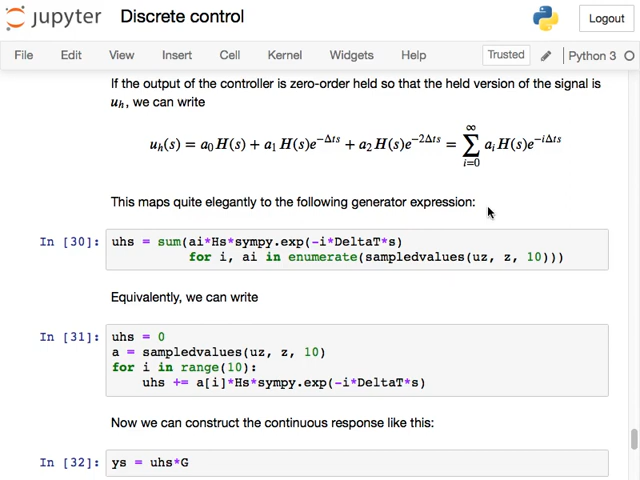 jupyter Discrete control Logout
File Edit View Insert Cell Kernel Widgets Help Trusted Python 3
If the output of the controller is zero-order held so that the held version of the signal is
uₕ, we can write
uₕ(s) = a₀H(s) + a₁H(s)e^{−Δts} + a₂H(s)e^{−2Δts} = ∑_{i=0}^{∞} aᵢH(s)e^{−iΔts}
This maps quite elegantly to the following generator expression:
In [30]: uhs = sum(ai*Hs*sympy.exp(-i*DeltaT*s)
for i, ai in enumerate(sampledvalues(uz, z, 10)))
Equivalently, we can write
In [31]: uhs = 0
a = sampledvalues(uz, z, 10)
for i in range(10):
uhs += a[i]*Hs*sympy.exp(-i*DeltaT*s)
Now we can construct the continuous response like this:
In [32]: ys = uhs*G